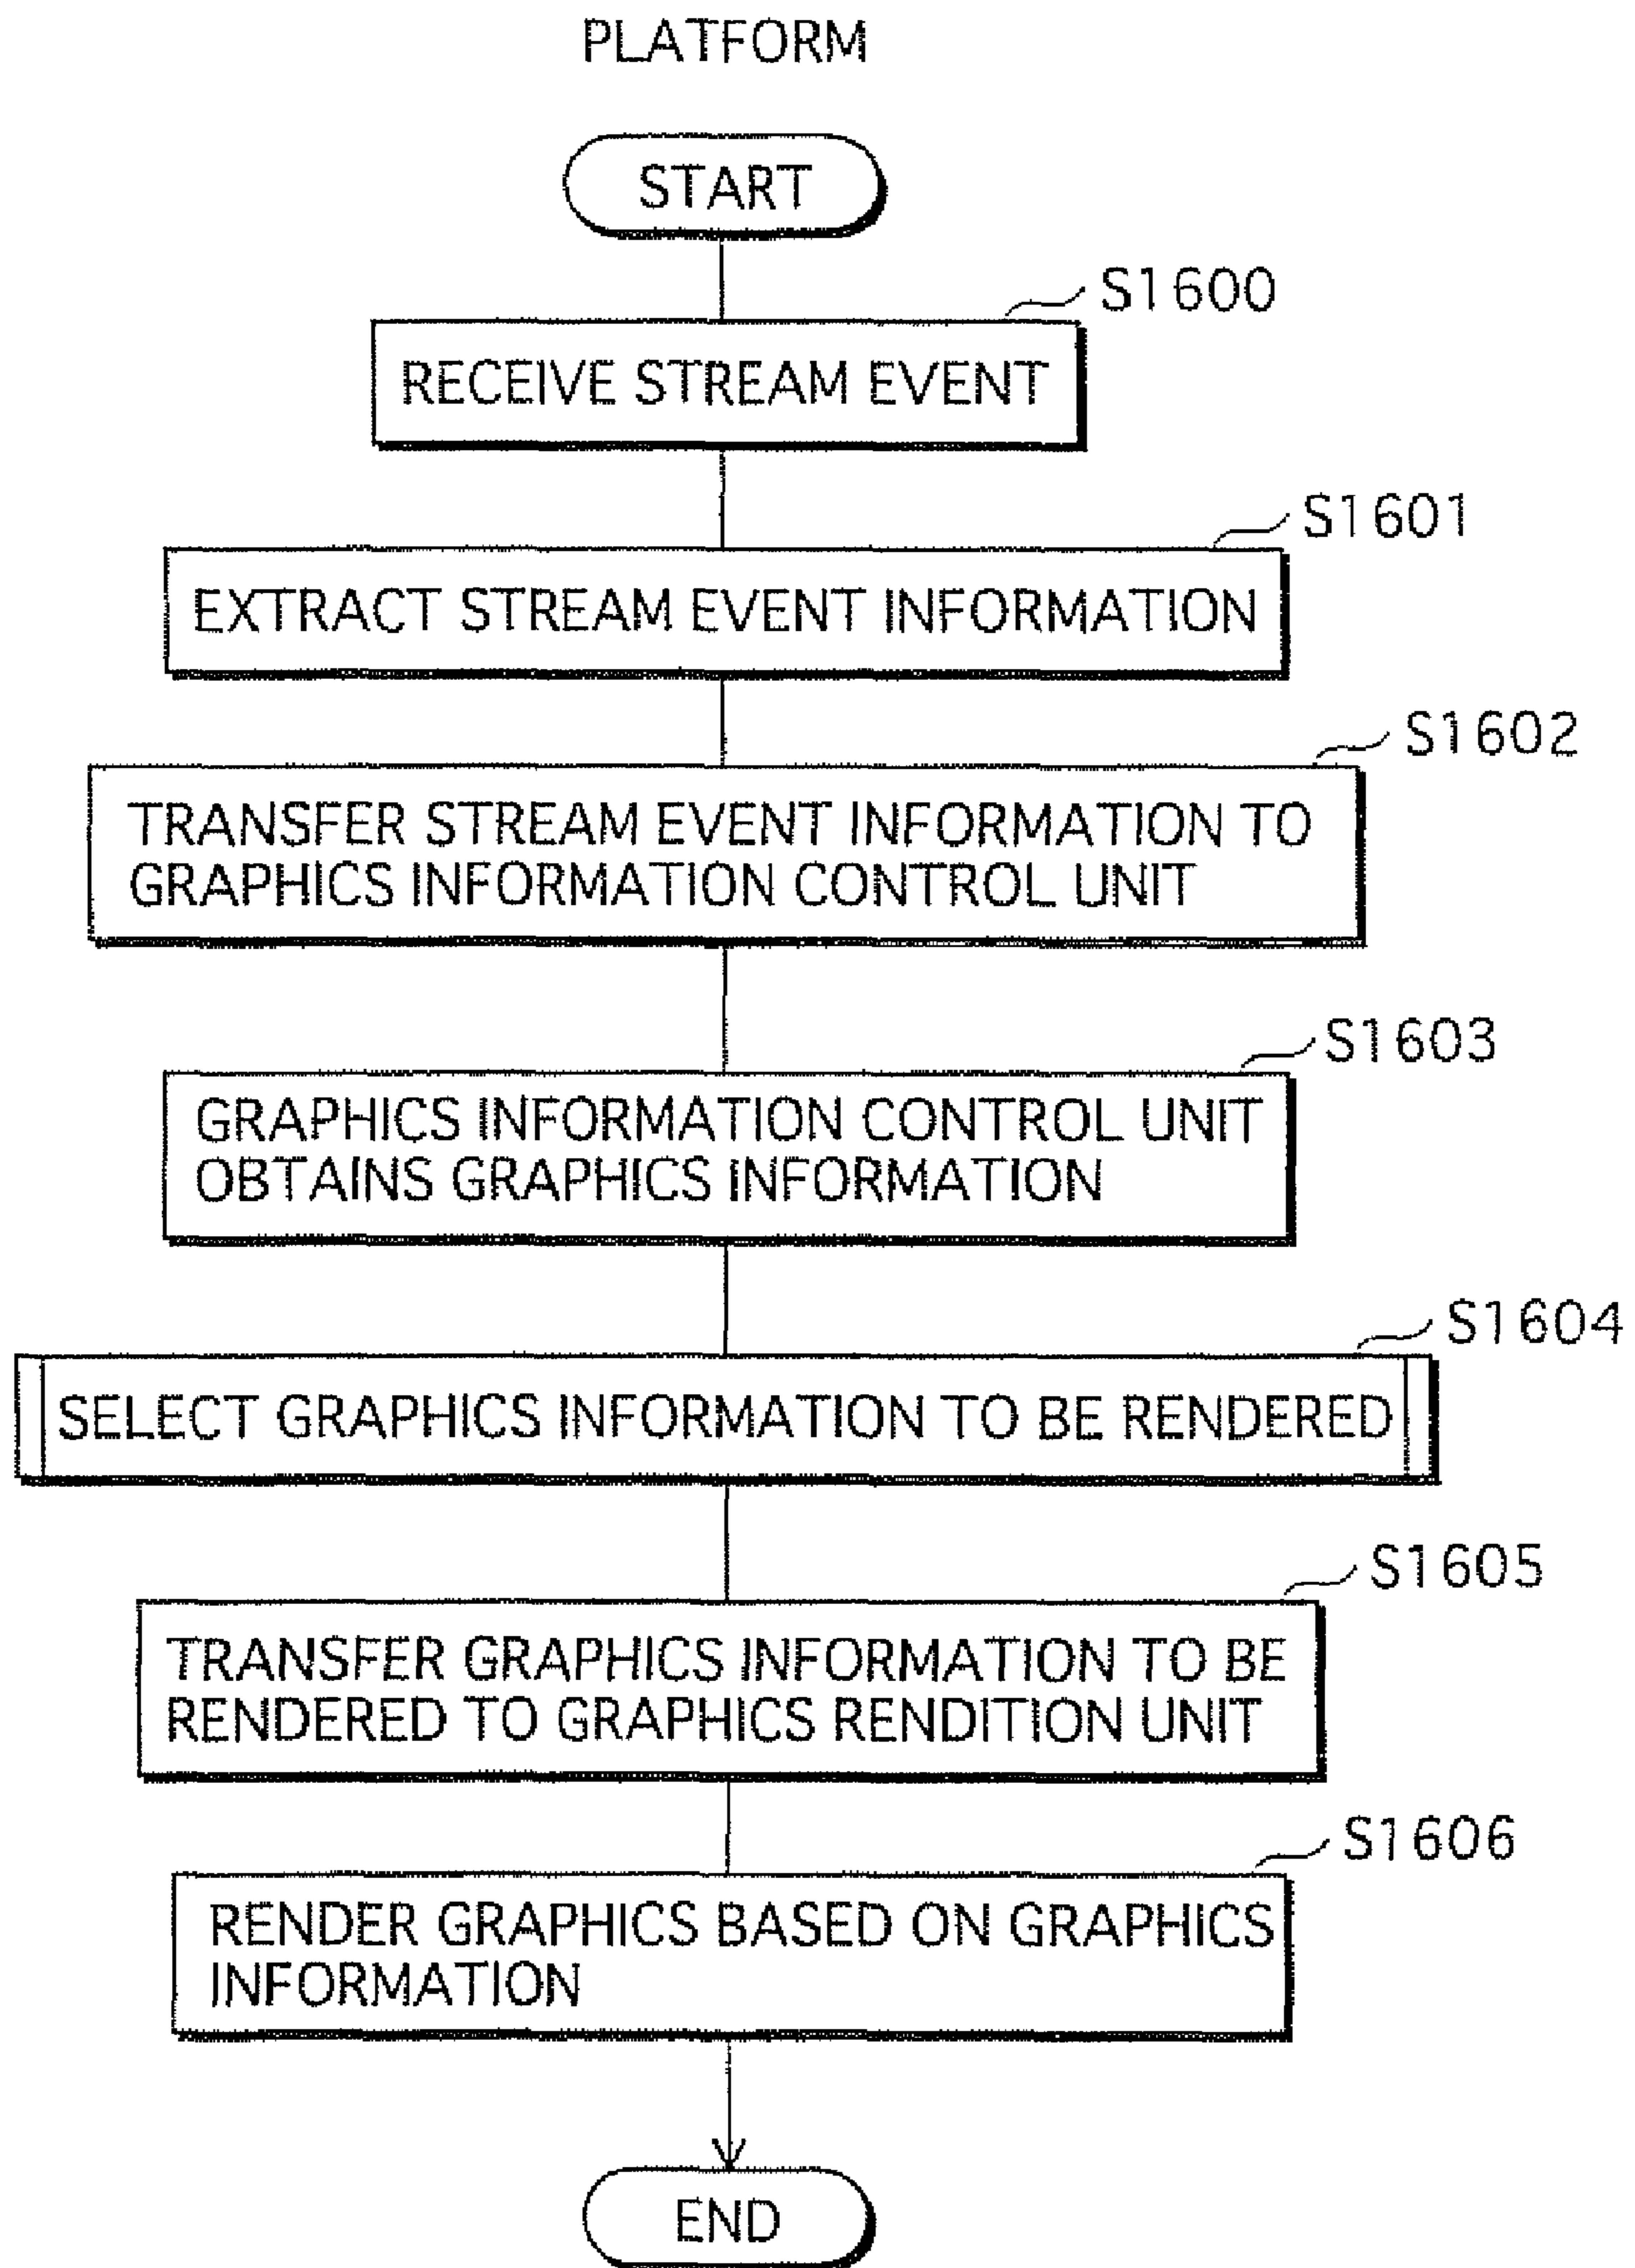 PLATFORM
START
S1600
RECEIVE STREAM EVENT
S1601
EXTRACT STREAM EVENT INFORMATION
S1602
TRANSFER STREAM EVENT INFORMATION TO
GRAPHICS INFORMATION CONTROL UNIT
S1603
GRAPHICS INFORMATION CONTROL UNIT
OBTAINS GRAPHICS INFORMATION
S1604
SELECT GRAPHICS INFORMATION TO BE RENDERED
S1605
TRANSFER GRAPHICS INFORMATION TO BE
RENDERED TO GRAPHICS RENDITION UNIT
S1606
RENDER GRAPHICS BASED ON GRAPHICS
INFORMATION
END